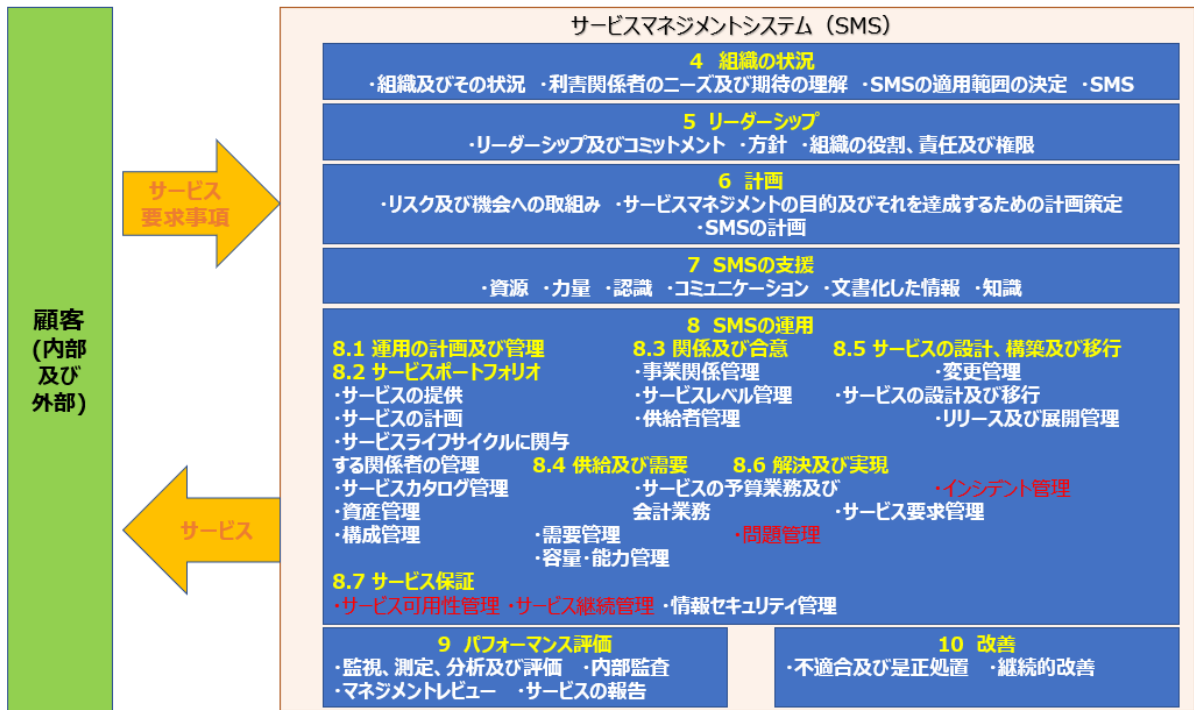 サービスマネジメントシステム（SMS）
4 組織の状況
・組織及びその状況 ・利害関係者のニーズ及び期待の理解 ・SMSの適用範囲の決定 ・SMS
5 リーダーシップ
・リーダーシップ及びコミットメント ・方針 ・組織の役割、責任及び権限
6 計画
・リスク及び機会への取組み ・サービスマネジメントの目的及びそれを達成するための計画策定
・SMSの計画
7 SMSの支援
・資源 ・力量 ・認識 ・コミュニケーション ・文書化した情報 ・知識
サービス
要求事項
顧客
(内部
及び
外部)
サービス
8 SMSの運用
8.1 運用の計画及び管理 8.3 関係及び合意 8.5 サービスの設計、構築及び移行
8.2 サービスポートフォリオ ・事業関係管理 ・変更管理
・サービスの提供 ・サービスレベル管理 ・サービスの設計及び移行
・サービスの計画 ・供給者管理 ・リリース及び展開管理
・サービスライフサイクルに関与
する関係者の管理 8.4 供給及び需要 8.6 解決及び実現
・サービスカタログ管理 ・サービスの予算業務及び ・インシデント管理
・資産管理 会計業務 ・サービス要求管理
・構成管理 ・需要管理 ・問題管理
・容量・能力管理
8.7 サービス保証
・サービス可用性管理 ・サービス継続管理 ・情報セキュリティ管理
9 パフォーマンス評価
・監視、測定、分析及び評価 ・内部監査
・マネジメントレビュー ・サービスの報告
10 改善
・不適合及び是正処置 ・継続的改善